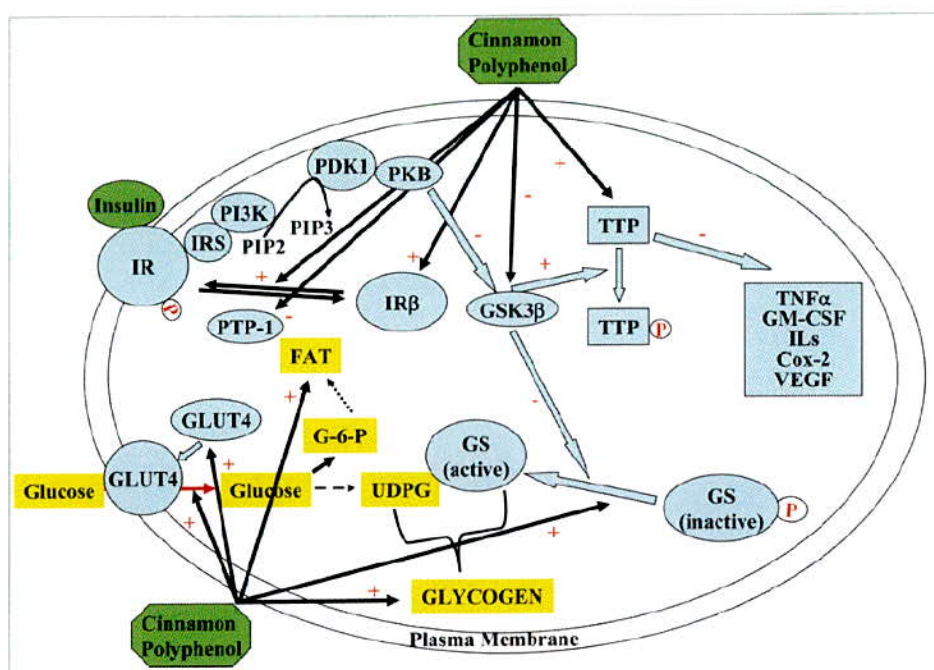 Cinnamon
Polyphenol
PDK1
PKB
+
Insulin
PI3K
-
TTP
IRS
PIP2
PIP3
-
-
IR
+
+
+
IRβ
GSK3β
P
PTP-1
-
TTP
P
TNFα
GM-CSF
ILs
Cox-2
VEGF
FAT
+
-
GLUT4
G-6-P
GS
(active)
+
Glucose
GLUT4
Glucose
UDPG
GS
(inactive)
P
+
+
+
GLYCOGEN
Cinnamon
Polyphenol
Plasma Membrane